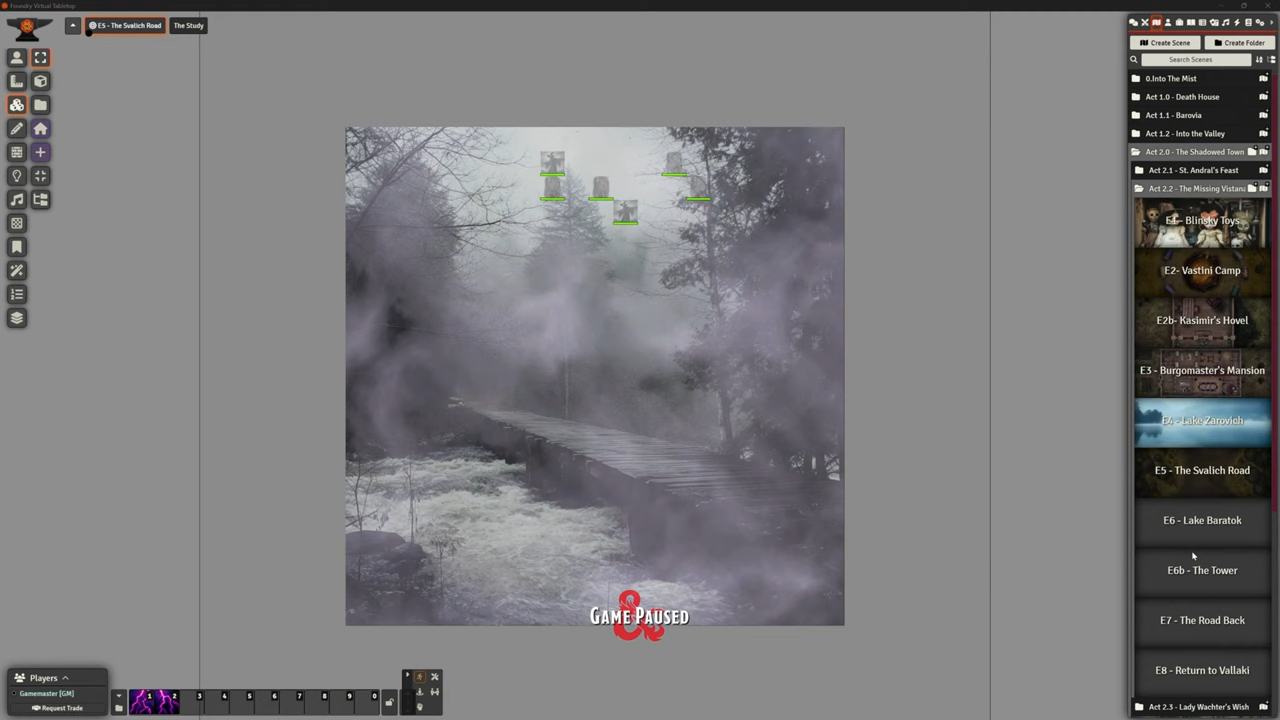 Foundry Virtual Tabletop
E5 - The Svalich Road
The Study
Create Scene
Create Folder
Search Scenes
0.Into The Mist
Act 1.0 - Death House
Act 1.1 - Barovia
Act 1.2 - Into the Valley
Act 2.0 - The Shadowed Town
Act 2.1 - St. Andral's Feast
Act 2.2 - The Missing Vistana
E1 - Blinsky Toys
E2- Vastini Camp
E2b- Kasimir's Hovel
E3 - Burgomaster's Mansion
E4 - Lake Zarovich
E5 - The Svalich Road
E6 - Lake Baratok
E6b - The Tower
E7 - The Road Back
E8 - Return to Vallaki
Act 2.3 - Lady Wachter's Wish
GAME PAUSED
Players
Gamemaster [GM]
Request Trade
1 2 3 4 5 6 7 8 9 0